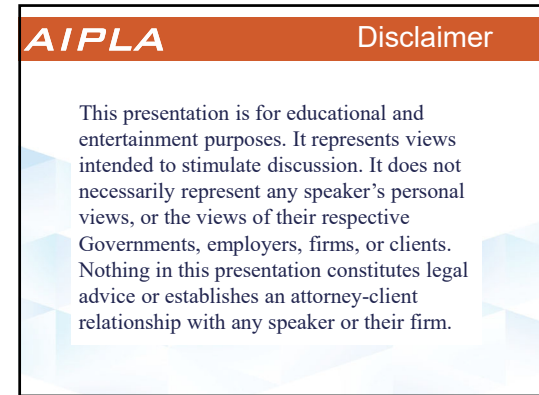 AIPLA
Disclaimer
This presentation is for educational and
entertainment purposes. It represents views
intended to stimulate discussion. It does not
necessarily represent any speaker’s personal
views, or the views of their respective
Governments, employers, firms, or clients.
Nothing in this presentation constitutes legal
advice or establishes an attorney-client
relationship with any speaker or their firm.